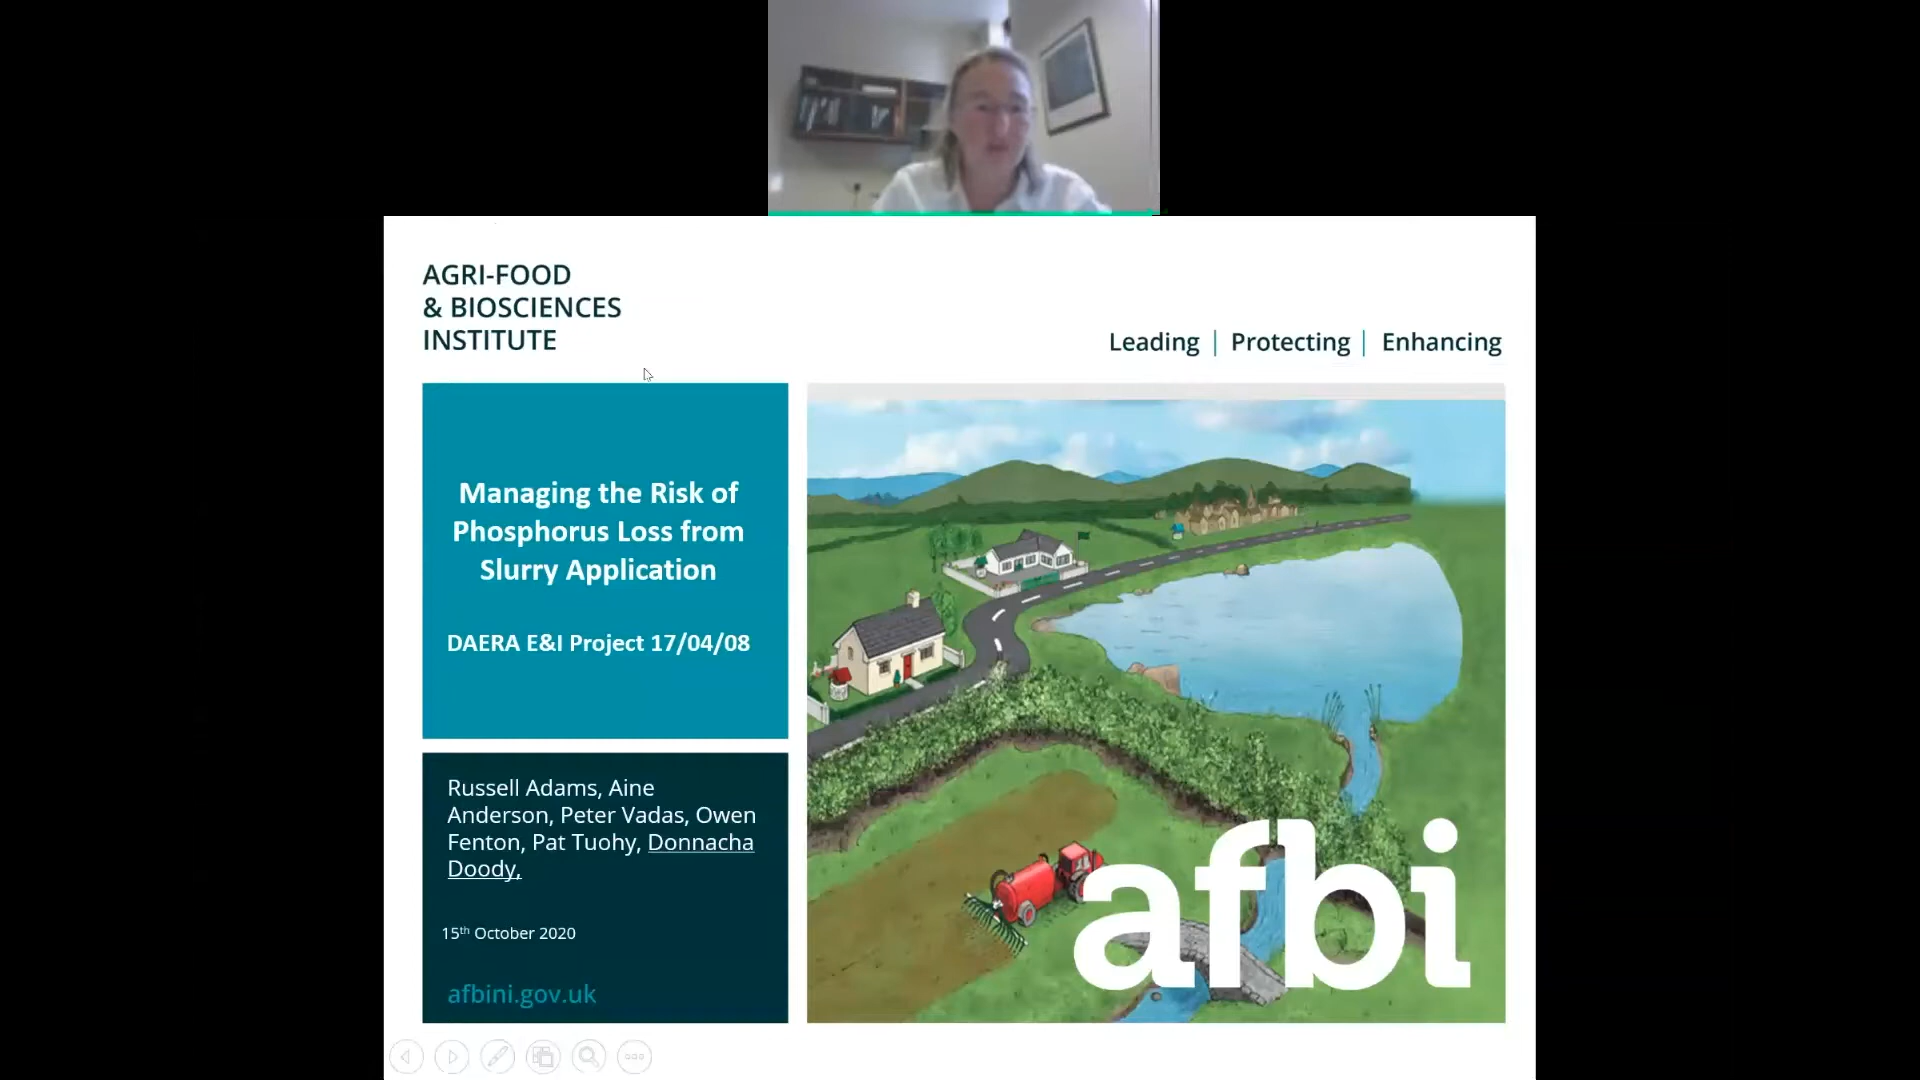 AGRI-FOOD
& BIOSCIENCES
INSTITUTE
Leading | Protecting | Enhancing
Managing the Risk of
Phosphorus Loss from
Slurry Application
DAERA E&I Project 17/04/08
Russell Adams, Aine
Anderson, Peter Vadas, Owen
Fenton, Pat Tuohy, Donnacha
Doody,
15th October 2020
afbini.gov.uk
afbi